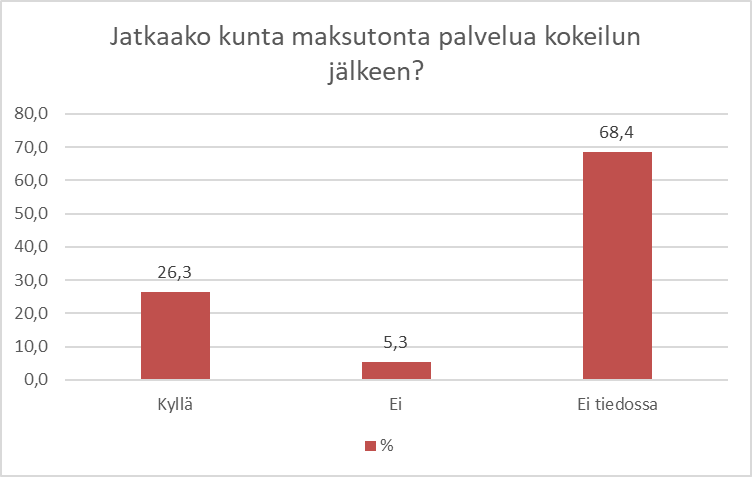 Jatkaako kunta maksutonta palvelua kokeilun
jälkeen?
80,0
70,0
60,0
50,0
40,0
30,0
20,0
10,0
0,0
26,3
5,3
68,4
Kyllä
Ei
Ei tiedossa
%